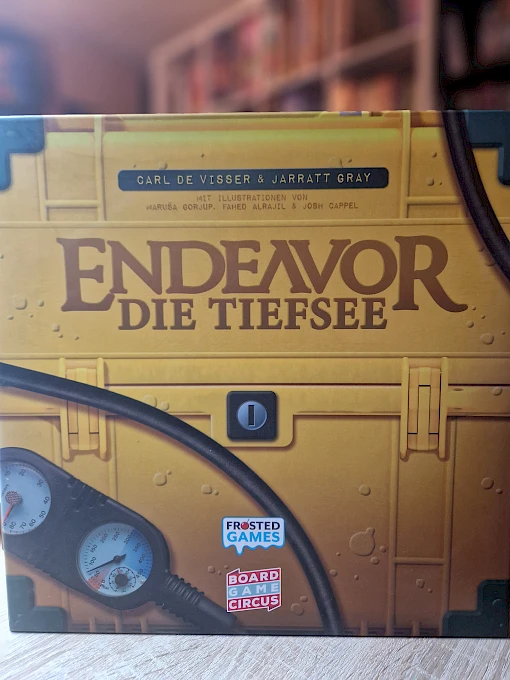 CARL DE VISSER & JARRATT GRAY
MIT ILLUSTRATIONEN VON
MARUŠA GORJUP, FAHED ALRAJIL & JOSH CAPPEL
ENDEAVOR
DIE TIEFSEE
FROSTED
GAMES
BOARD
GAME
CIRCUS